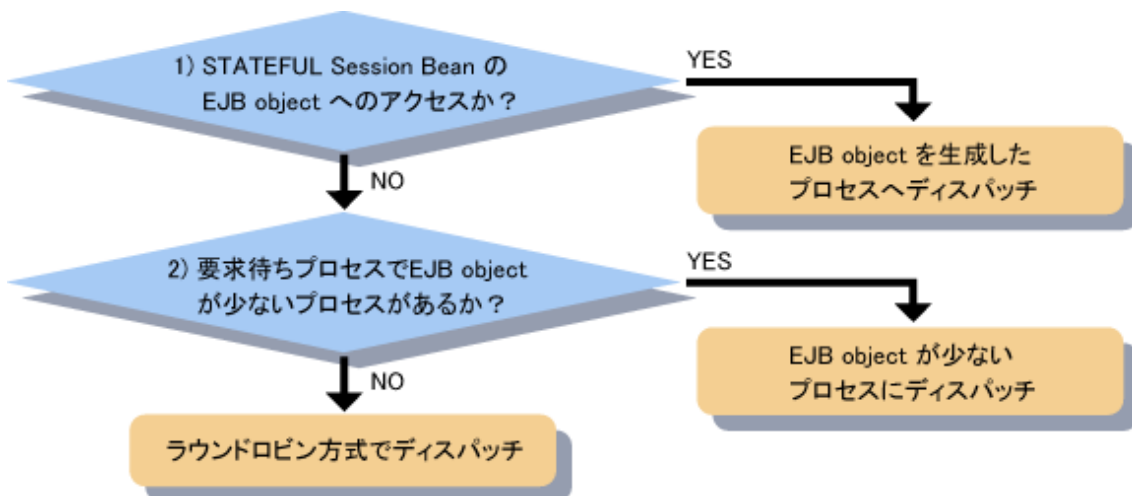 1) STATEFUL Session Bean の
EJB object へのアクセスか？
YES
EJB object を生成した
プロセスへディスパッチ
NO
2) 要求待ちプロセスでEJB object
が少ないプロセスがあるか？
YES
EJB object が少ない
プロセスにディスパッチ
NO
ラウンドロビン方式でディスパッチ